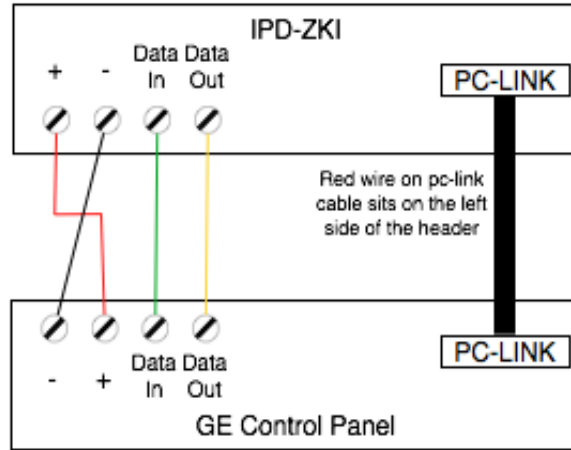 IPD-ZKI
+ - Data In Data Out
PC-LINK
Red wire on pc-link
cable sits on the left
side of the header
PC-LINK
- + Data In Data Out
GE Control Panel